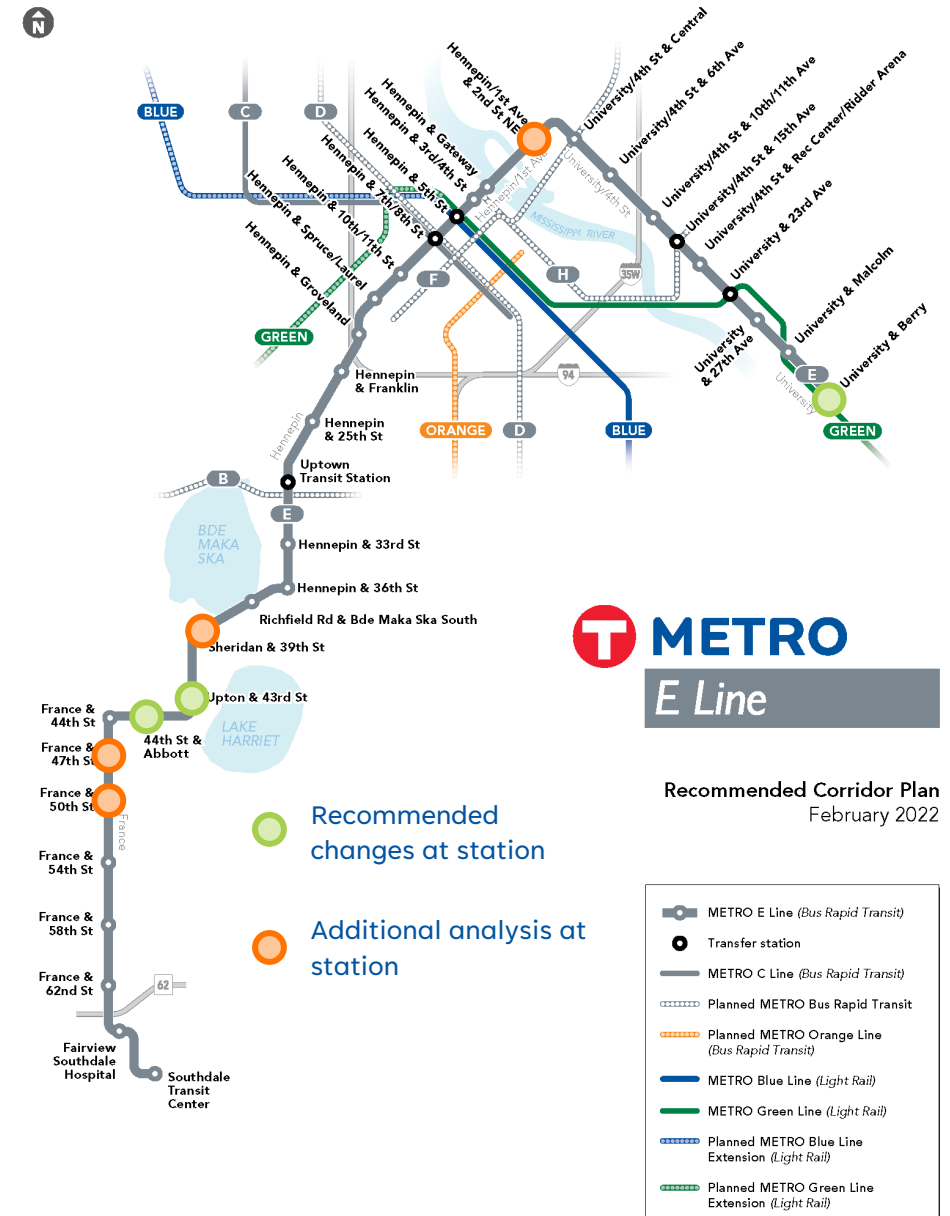 N
BLUE
C
D
Hennepin/1st Ave
& 2nd St NE
Hennepin & Gateway
Hennepin & 3rd/4th St
Hennepin & 5th St
Hennepin & 7th/8th St
Hennepin & 10th/11th St
Hennepin & Spruce/Laurel
Hennepin & Groveland
University/4th St & Central
University/4th St & 6th Ave
University/4th St & 10th/11th Ave
University/4th St & 15th Ave
University/4th St & Rec Center/Ridder Arena
University & 23rd Ave
University
& 27th Ave
University & Malcolm
University & Berry
Hennepin/1st Ave
University/4th St
MISSISSIPPI RIVER
F
H
35W
94
GREEN
E
University
GREEN
ORANGE
D
BLUE
Hennepin
& Franklin
Hennepin
Hennepin
& 25th St
Uptown
Transit Station
B
E
BDE
MAKA
SKA
Hennepin & 33rd St
Hennepin & 36th St
Richfield Rd & Bde Maka Ska South
Sheridan & 39th St
Upton & 43rd St
LAKE
HARRIET
France &
44th St
44th St &
Abbott
France &
47th St
France &
50th St
France
France &
54th St
France &
58th St
France &
62nd St
62
Fairview
Southdale
Hospital
Southdale
Transit
Center
Recommended
changes at station
Additional analysis at
station
T METRO
E Line
Recommended Corridor Plan
February 2022
METRO E Line (Bus Rapid Transit)
Transfer station
METRO C Line (Bus Rapid Transit)
Planned METRO Bus Rapid Transit
Planned METRO Orange Line
(Bus Rapid Transit)
METRO Blue Line (Light Rail)
METRO Green Line (Light Rail)
Planned METRO Blue Line
Extension (Light Rail)
Planned METRO Green Line
Extension (Light Rail)